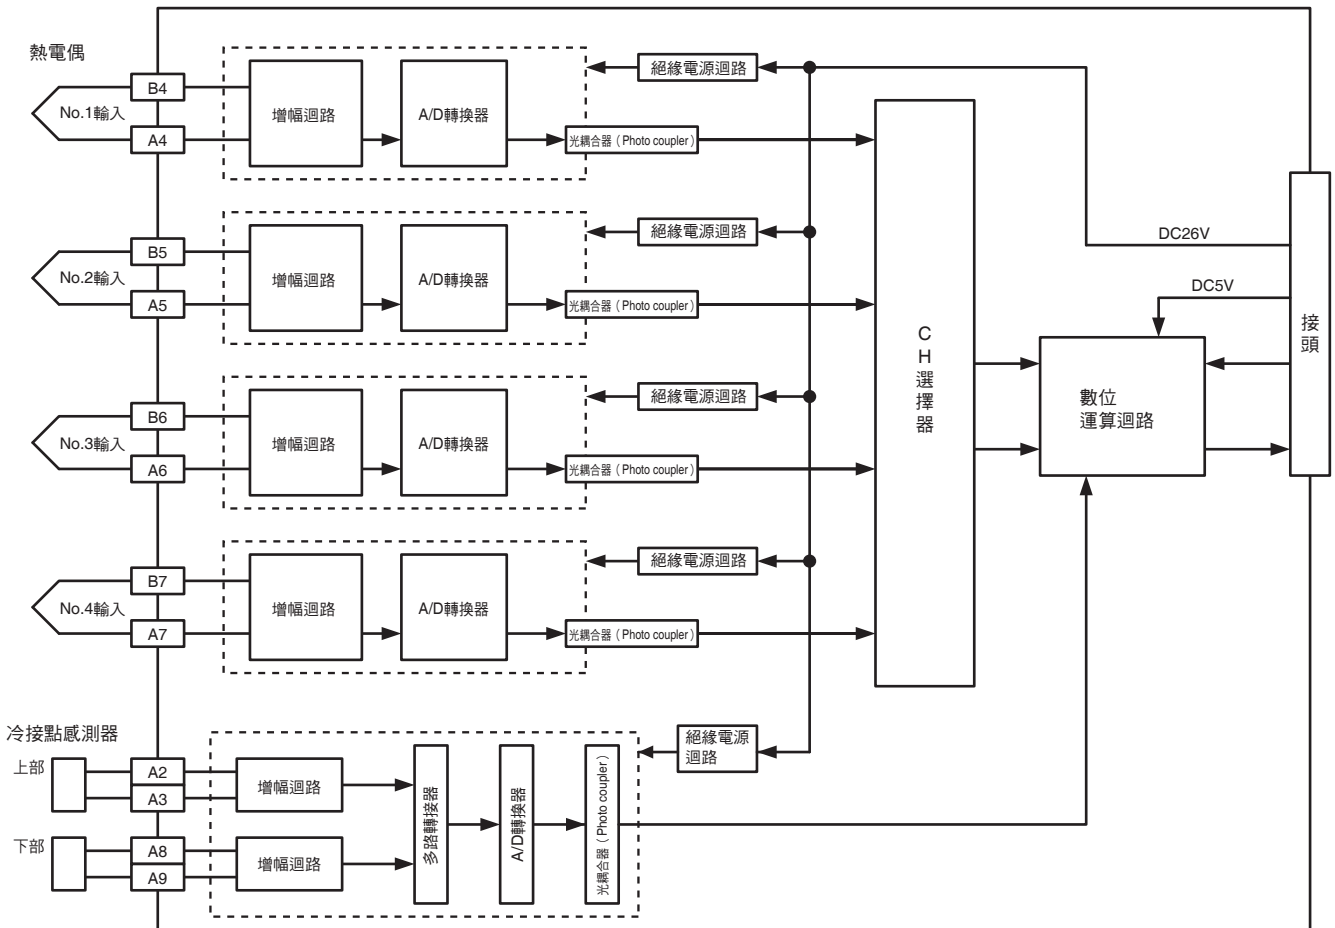 熱電偶
B4
No.1輸入
A4
增幅迴路
A/D轉換器
絕緣電源迴路
光耦合器（Photo coupler）
B5
No.2輸入
A5
增幅迴路
A/D轉換器
絕緣電源迴路
光耦合器（Photo coupler）
B6
No.3輸入
A6
增幅迴路
A/D轉換器
絕緣電源迴路
光耦合器（Photo coupler）
B7
No.4輸入
A7
增幅迴路
A/D轉換器
絕緣電源迴路
光耦合器（Photo coupler）
CH選擇器
DC26V
DC5V
數位
運算迴路
接頭
冷接點感測器
上部
A2
A3
增幅迴路
下部
A8
A9
增幅迴路
多路轉接器
A/D轉換器
光耦合器（Photo coupler）
絕緣電源
迴路